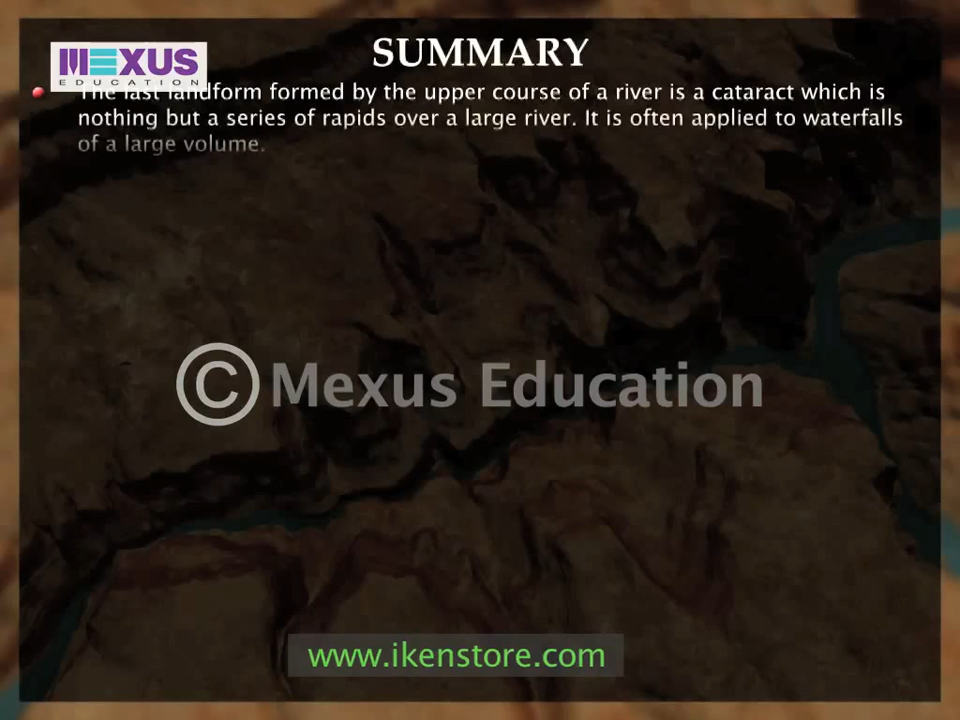 MEXUS
EDUCATION
SUMMARY
The last landform formed by the upper course of a river is a cataract which is
nothing but a series of rapids over a large river. It is often applied to waterfalls
of a large volume.
© Mexus Education
www.ikenstore.com